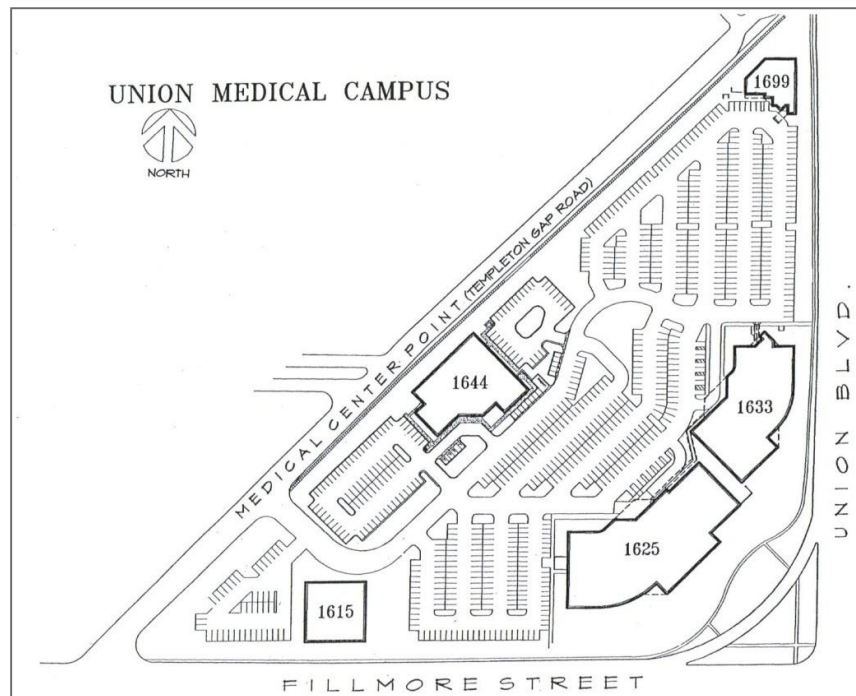 UNION MEDICAL CAMPUS
NORTH
1699
MEDICAL CENTER POINT (TEMPLETON GAP ROAD)
1644
1633
UNION BLVD.
1625
1615
FILLMORE STREET